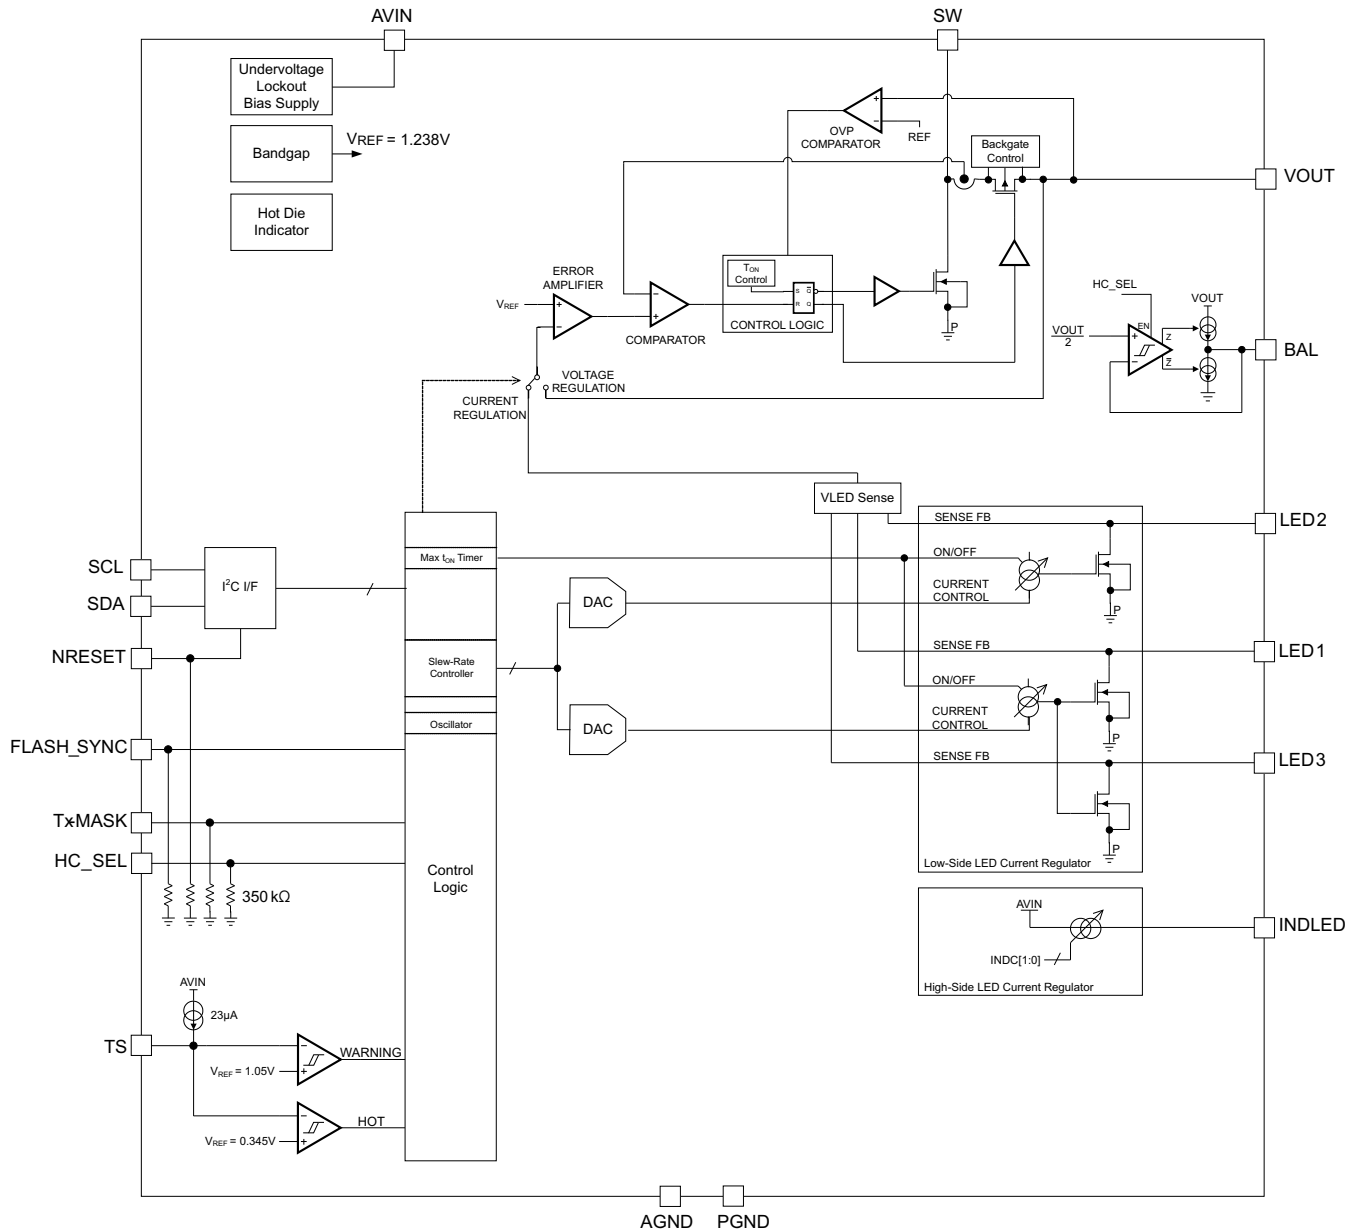 AVIN
SW
Undervoltage
Lockout
Bias Supply
Bandgap
VREF = 1.238V
Hot Die
Indicator
OVP
COMPARATOR
REF
Backgate
Control
VOUT
ERROR
AMPLIFIER
VREF
COMPARATOR
TON
Control
S Q̅
R Q
CONTROL LOGIC
P
HC_SEL
VOUT
EN
VOUT
2
Z
Z̅
BAL
VOLTAGE
REGULATION
CURRENT
REGULATION
VLED Sense
SENSE FB
LED2
ON/OFF
CURRENT
CONTROL
P
SCL
SDA
I2C I/F
Max tON Timer
DAC
NRESET
Slew-Rate
Controller
SENSE FB
LED1
ON/OFF
CURRENT
CONTROL
P
Oscillator
DAC
FLASH_SYNC
SENSE FB
LED3
P
Low-Side LED Current Regulator
Tx-MASK
HC_SEL
350 kΩ
Control
Logic
AVIN
INDC[1:0]
High-Side LED Current Regulator
INDLED
AVIN
23µA
TS
WARNING
VREF = 1.05V
HOT
VREF = 0.345V
AGND
PGND